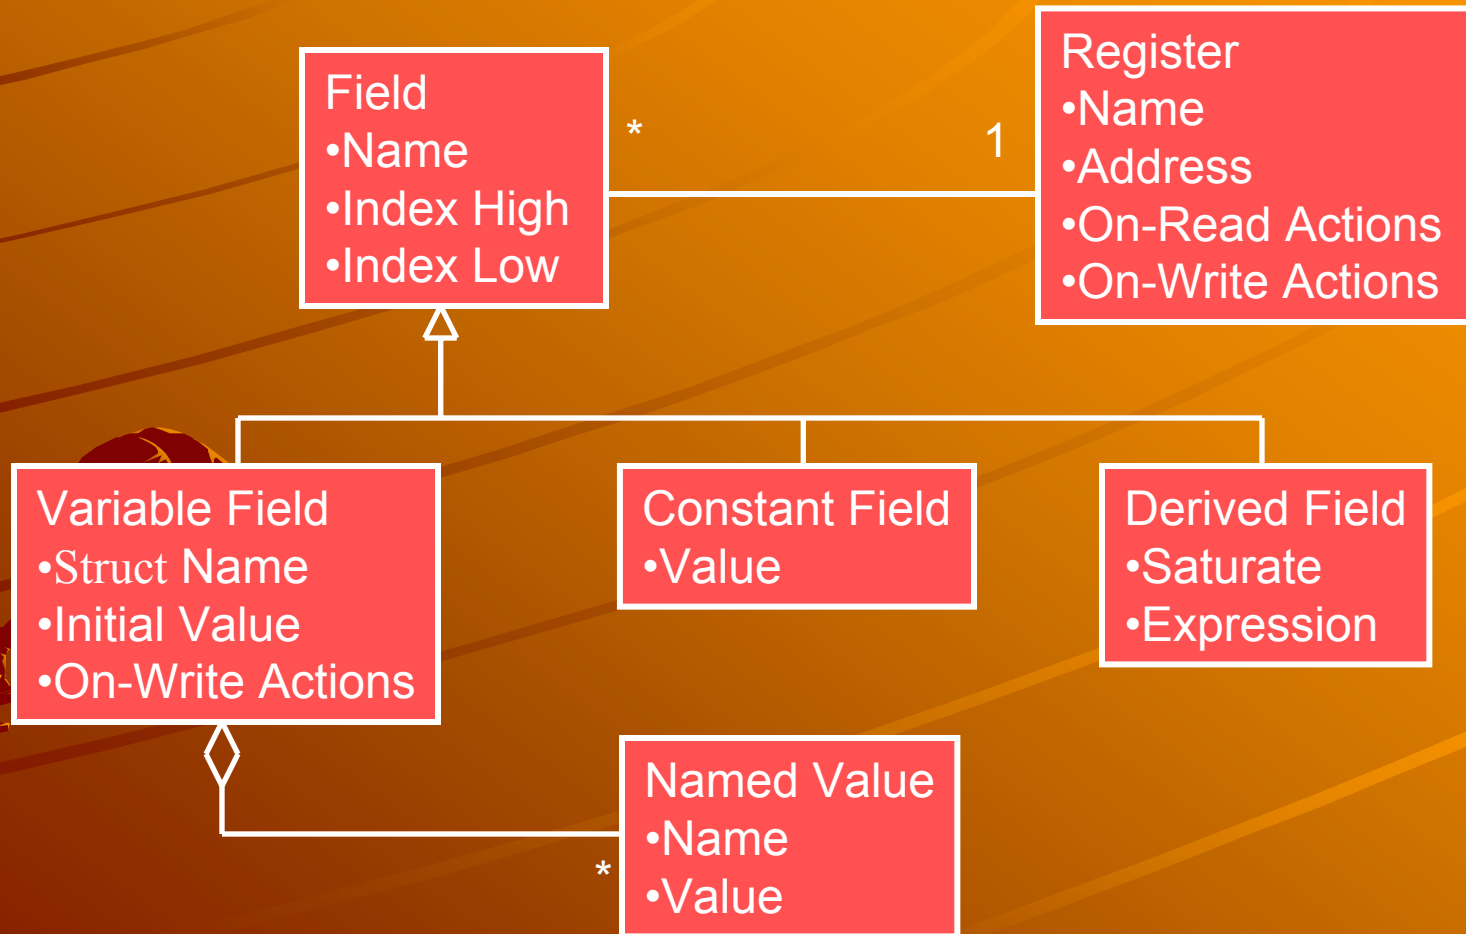 Field
•Name
•Index High
•Index Low
*
1
Register
•Name
•Address
•On-Read Actions
•On-Write Actions
Variable Field
•Struct Name
•Initial Value
•On-Write Actions
Constant Field
•Value
Derived Field
•Saturate
•Expression
*
Named Value
•Name
•Value